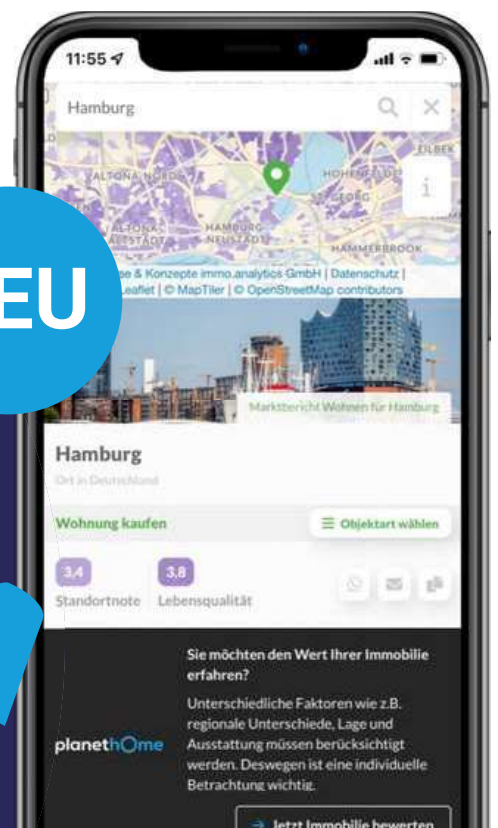 11:55
Hamburg
EILBEK
ALTONA-NORD
HOHENFELDE
ST. GEORG
i
ALTONA-
ALTSTADT
HAMBURG-
NEUSTADT
HAMMERBROOK
se & Konzepte immo.analytics GmbH | Datenschutz |
Leaflet | © MapTiler | © OpenStreetMap contributors
EU
Marktbericht Wohnen für Hamburg
Hamburg
Ort in Deutschland
Wohnung kaufen
Objektart wählen
3,4
3,8
Standortnote
Lebensqualität
Sie möchten den Wert Ihrer Immobilie
erfahren?
Unterschiedliche Faktoren wie z.B.
regionale Unterschiede, Lage und
Ausstattung müssen berücksichtigt
werden. Deswegen ist eine individuelle
Betrachtung wichtig.
planethOme
→ Jetzt Immobilie bewerten